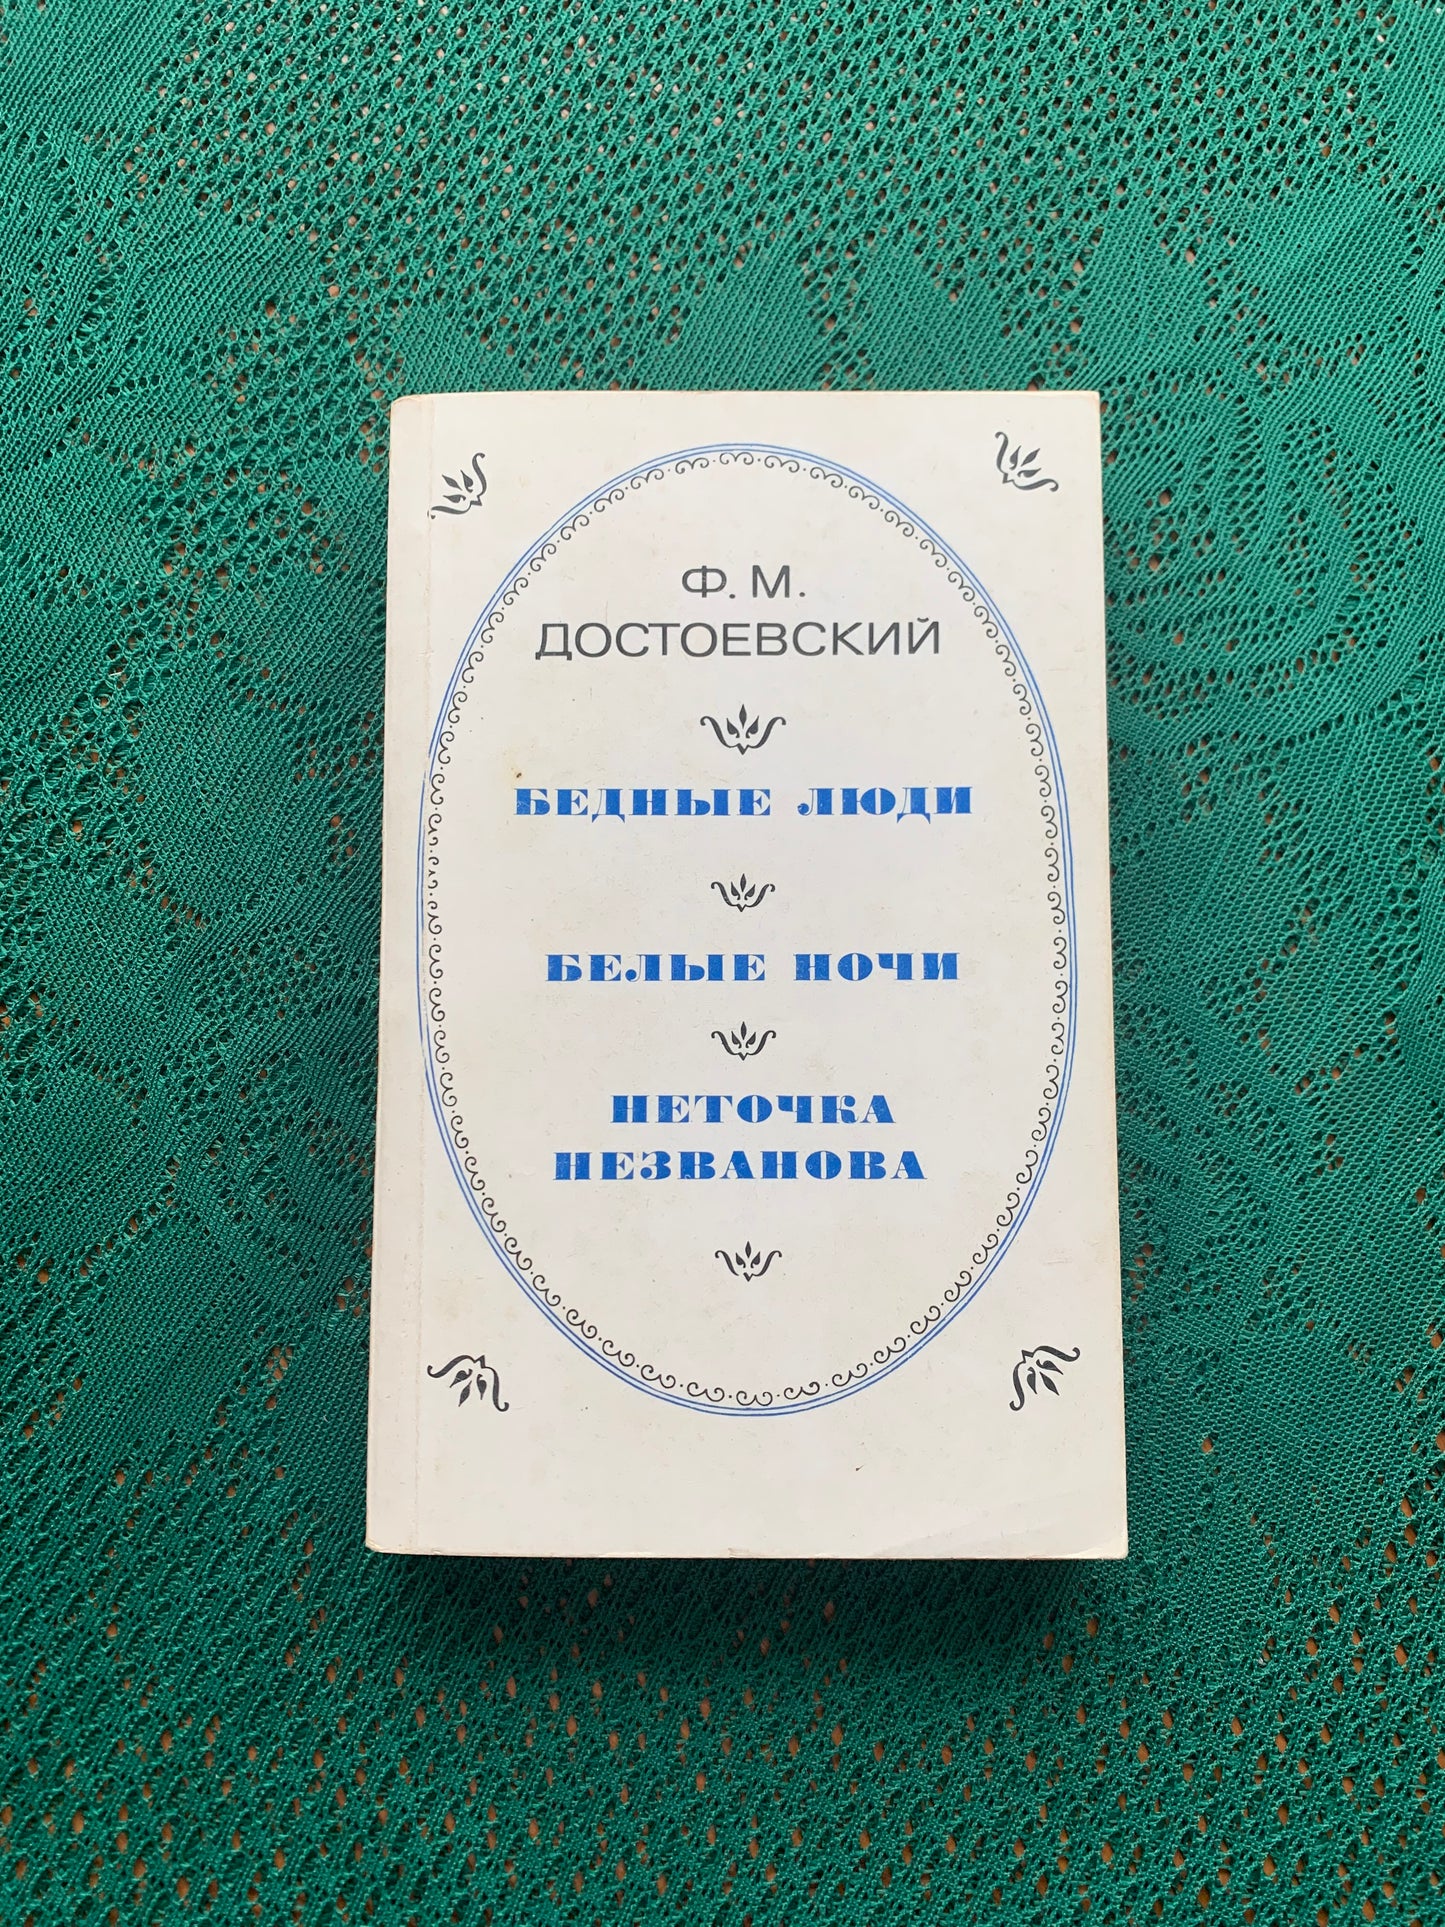 Ф. М.
ДОСТОЕВСКИЙ
БЕДНЫЕ ЛЮДИ
БЕЛЫЕ НОЧИ
НЕТОЧКА
НЕЗВАНОВА